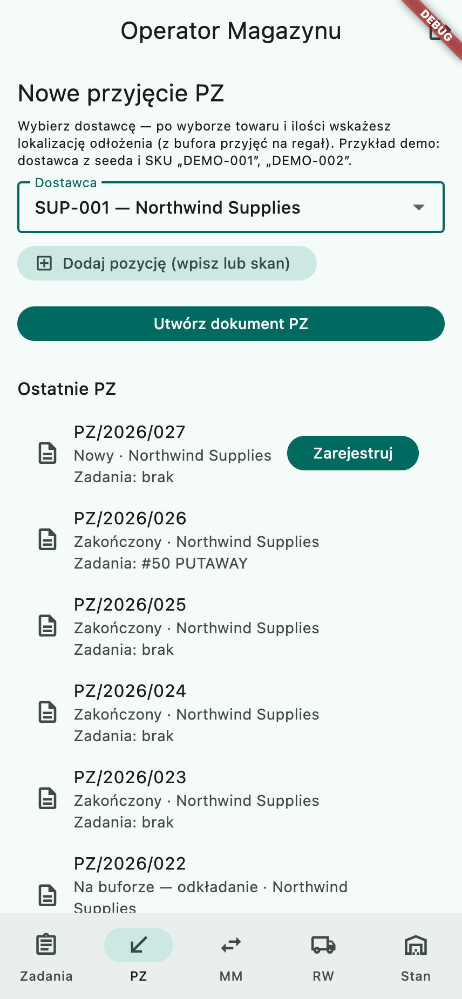 Operator Magazynu
DEBUG
Nowe przyjęcie PZ
Wybierz dostawcę — po wyborze towaru i ilości wskażesz
lokalizację odłożenia (z bufora przyjęć na regał). Przykład demo:
dostawca z seeda i SKU „DEMO-001”, „DEMO-002”.
Dostawca
SUP-001 — Northwind Supplies
Dodaj pozycję (wpisz lub skan)
Utwórz dokument PZ
Ostatnie PZ
PZ/2026/027
Nowy · Northwind Supplies
Zadania: brak
Zarejestruj
PZ/2026/026
Zakończony · Northwind Supplies
Zadania: #50 PUTAWAY
PZ/2026/025
Zakończony · Northwind Supplies
Zadania: brak
PZ/2026/024
Zakończony · Northwind Supplies
Zadania: brak
PZ/2026/023
Zakończony · Northwind Supplies
Zadania: brak
PZ/2026/022
Na buforze — odkładanie · Northwind
Supplies
Zadania
PZ
MM
RW
Stan